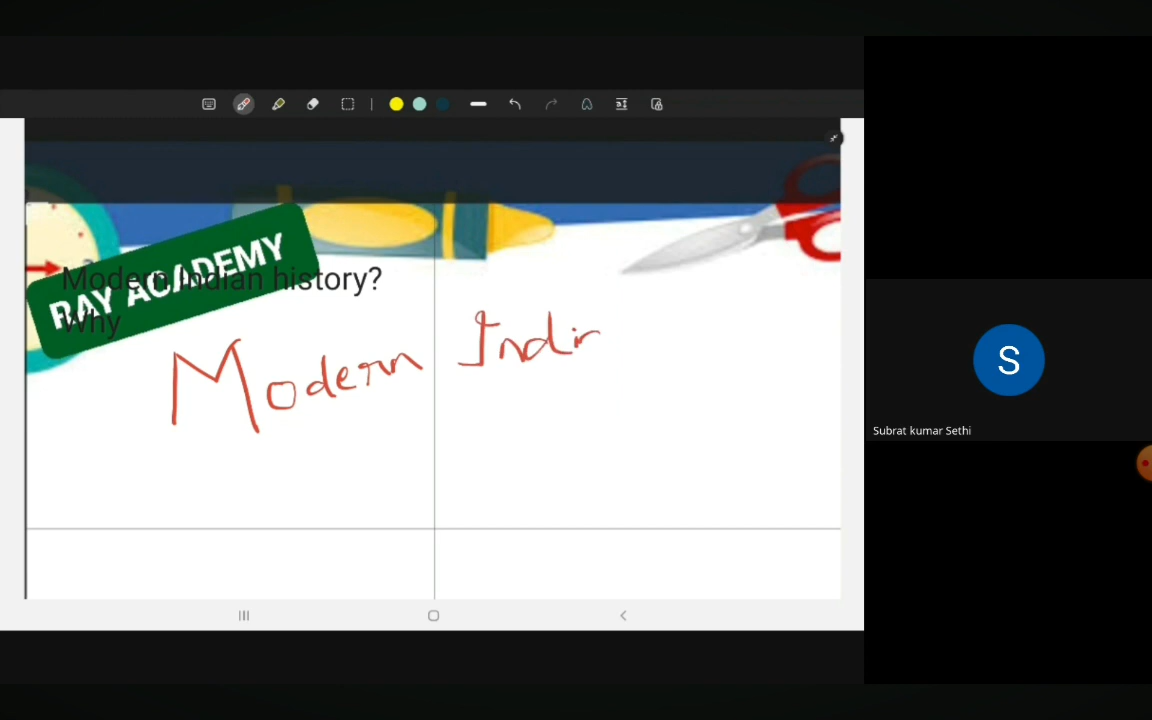 RAY ACADEMY
Modern Indian history?
Why
Modern Indi
S
Subrat kumar Sethi